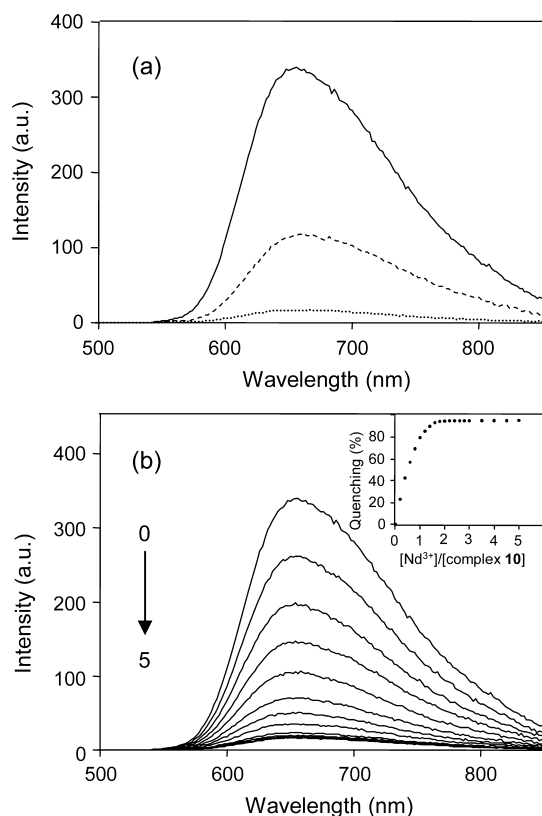 400
(a)
300
200
100
0
Intensity (a.u.)
500 600 700 800
Wavelength (nm)
(b)
400
300
200
100
0
Intensity (a.u.)
0
5
80
60
40
20
0
Quenching (%)
0 1 2 3 4 5 6
[Nd³⁺]/[complex 10]
500 600 700 800
Wavelength (nm)